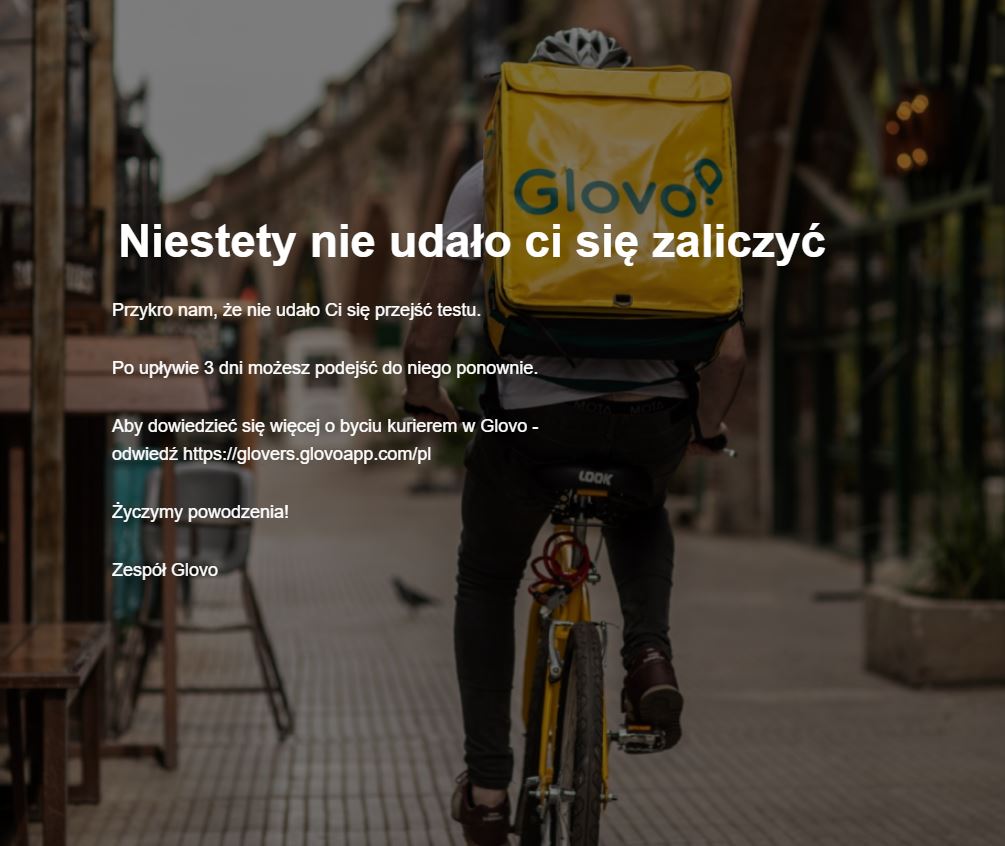 Glovo
Niestety nie udało ci się zaliczyć
Przykro nam, że nie udało Ci się przejść testu.
Po upływie 3 dni możesz podejść do niego ponownie.
Aby dowiedzieć się więcej o byciu kurierem w Glovo -
odwiedź https://glovers.glovoapp.com/pl
MOTA MOTA
LOOK
Życzymy powodzenia!
Zespół Glovo